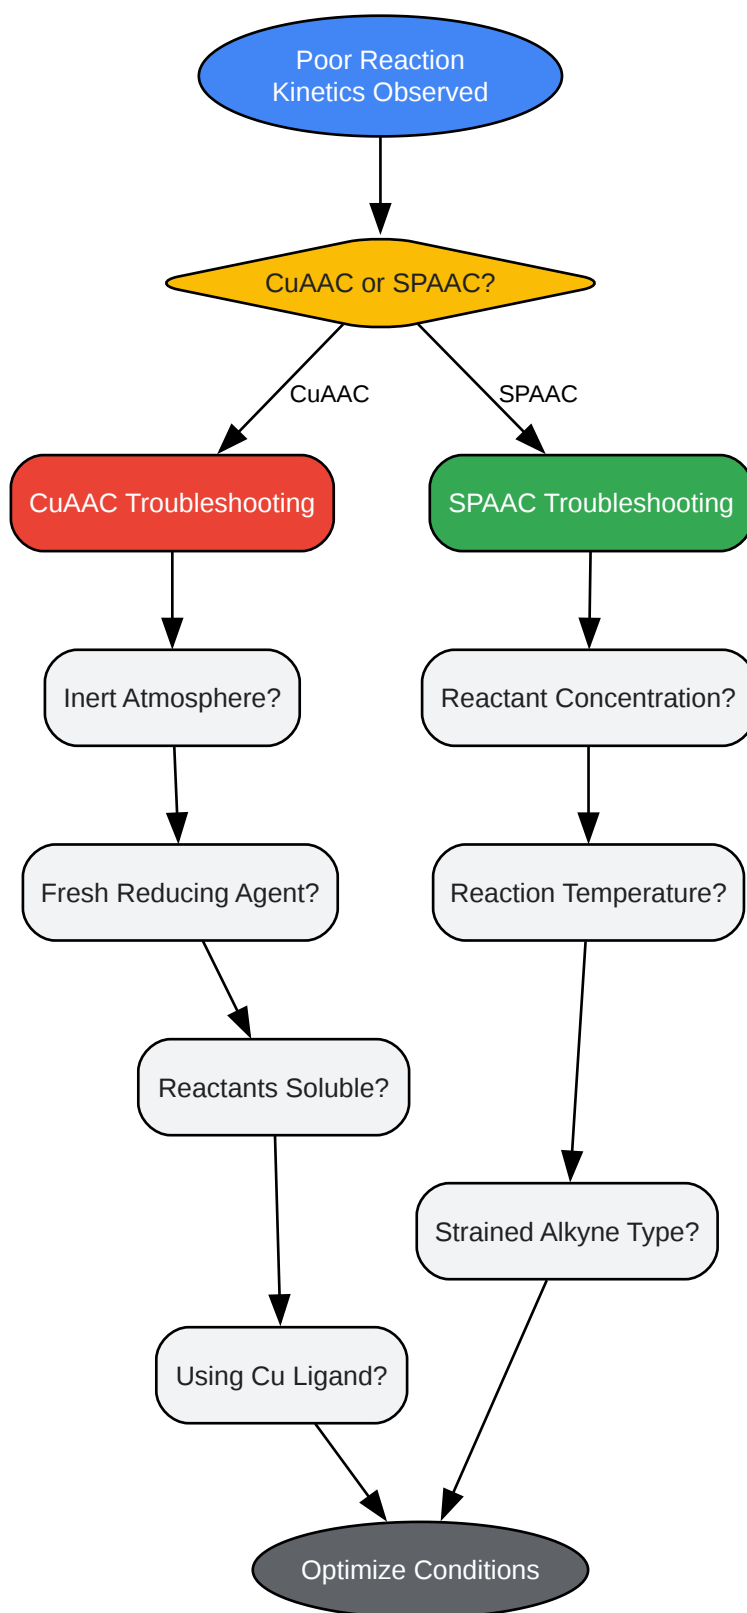 Poor Reaction
Kinetics Observed
CuAAC or SPAAC?
CuAAC
SPAAC
CuAAC Troubleshooting
SPAAC Troubleshooting
Inert Atmosphere?
Reactant Concentration?
Fresh Reducing Agent?
Reaction Temperature?
Reactants Soluble?
Strained Alkyne Type?
Using Cu Ligand?
Optimize Conditions